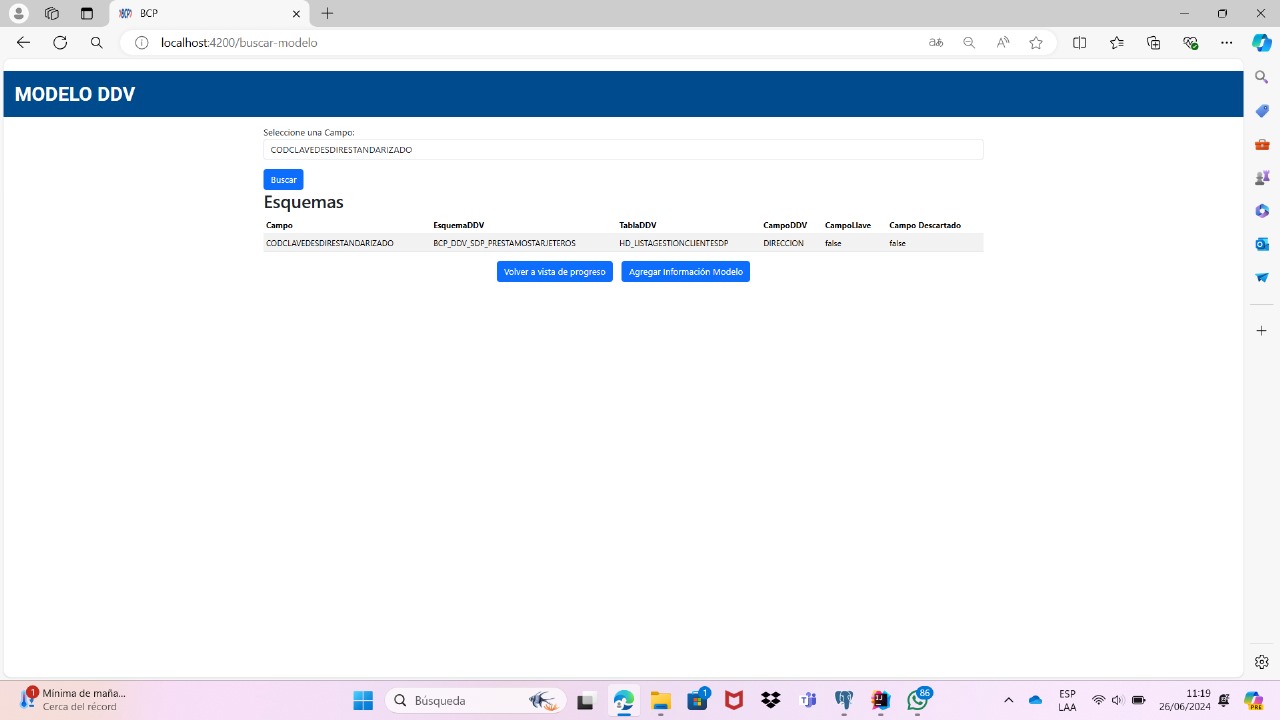 BCP BCP
localhost:4200/buscar-modelo
MODELO DDV
Seleccione una Campo:
CODCLAVEDESDIRESTANDARIZADO
Buscar
Esquemas
Campo EsquemaDDV TablaDDV CampoDDV CampoLlave Campo Descartado
CODCLAVEDESDIRESTANDARIZADO BCP_DDV_SDP_PRESTAMOSTARJETEROS HD_LISTAGESTIONCLIENTESDP DIRECCION false false
Volver a vista de progreso Agregar Información Modelo
1 Mínima de maña...
Cerca del récord
Búsqueda
1
86
ESP
LAA
11:19
26/06/2024
PRE